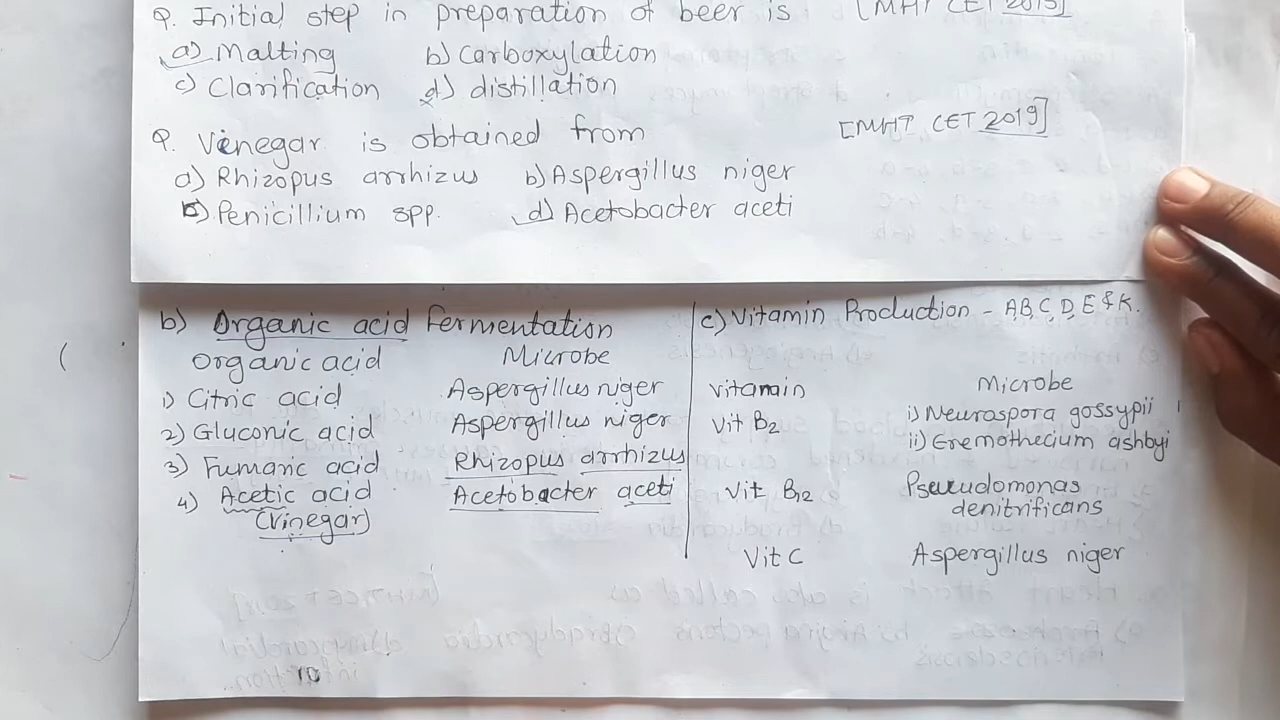 Q. Initial step in preparation of beer is [MHT CET 2015]
a) Malting b) Carboxylation
c) Clarification d) distillation
Q. Vinegar is obtained from [MHT CET 2019]
a) Rhizopus arrhizus b) Aspergillus niger
c) Penicillium spp. d) Acetobacter aceti
b) Organic acid Fermentation
Organic acid Microbe
1) Citric acid Aspergillus niger
2) Gluconic acid Aspergillus niger
3) Fumaric acid Rhizopus arrhizus
4) Acetic acid Acetobacter aceti
(Vinegar)
c) Vitamin Production - A,B,C,D,E & K.
Vitamin Microbe
Vit B2 i) Neuraspora gossypii
ii) Eremothecium ashbyi
Vit B12 Pseudomonas
denitrificans
Vit C Aspergillus niger
10